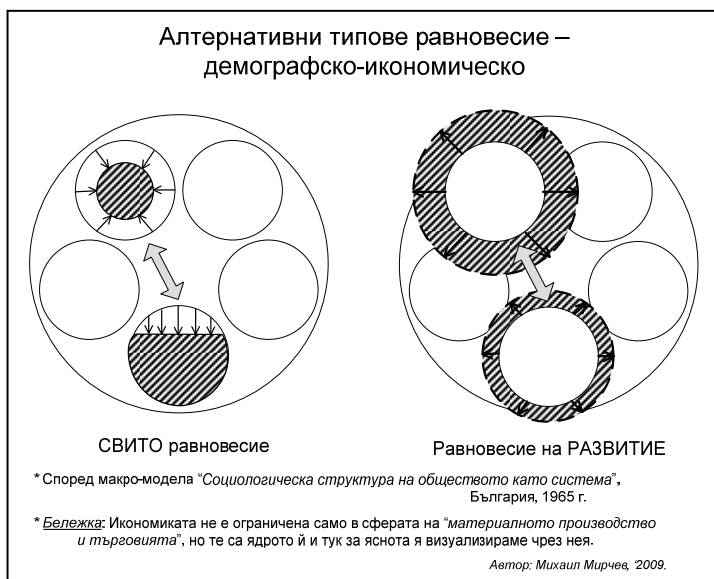 Алтернативни типове равновесие –
демографско-икономическо
СВИТО равновесие
Равновесие на РАЗВИТИЕ
* Според макро-модела “Социологическа структура на обществото като система”,
България, 1965 г.
* Бележка: Икономиката не е ограничена само в сферата на “материалното производство
и търговията”, но те са ядрото й и тук за яснота я визуализираме чрез нея.
Автор: Михаил Мирчев, ‘2009.